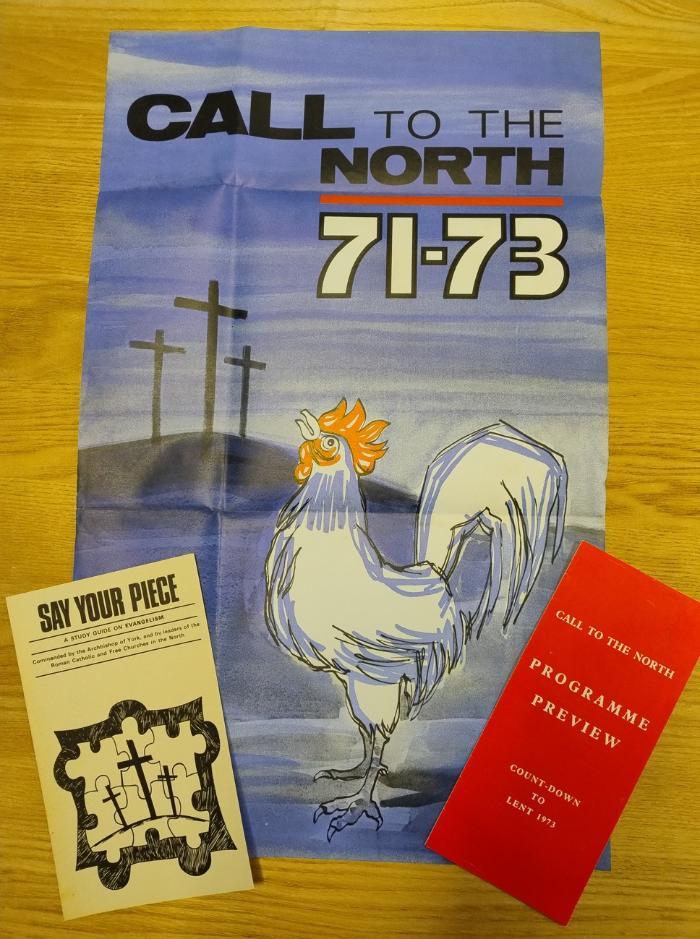 CALL TO THE
NORTH
71-73
SAY YOUR PIECE
A STUDY GUIDE ON EVANGELISM
Commended by the Archbishop of York, and by leaders of the
Roman Catholic and Free Churches in the North
CALL TO THE NORTH
PROGRAMME
PREVIEW
COUNT-DOWN
TO
LENT 1973